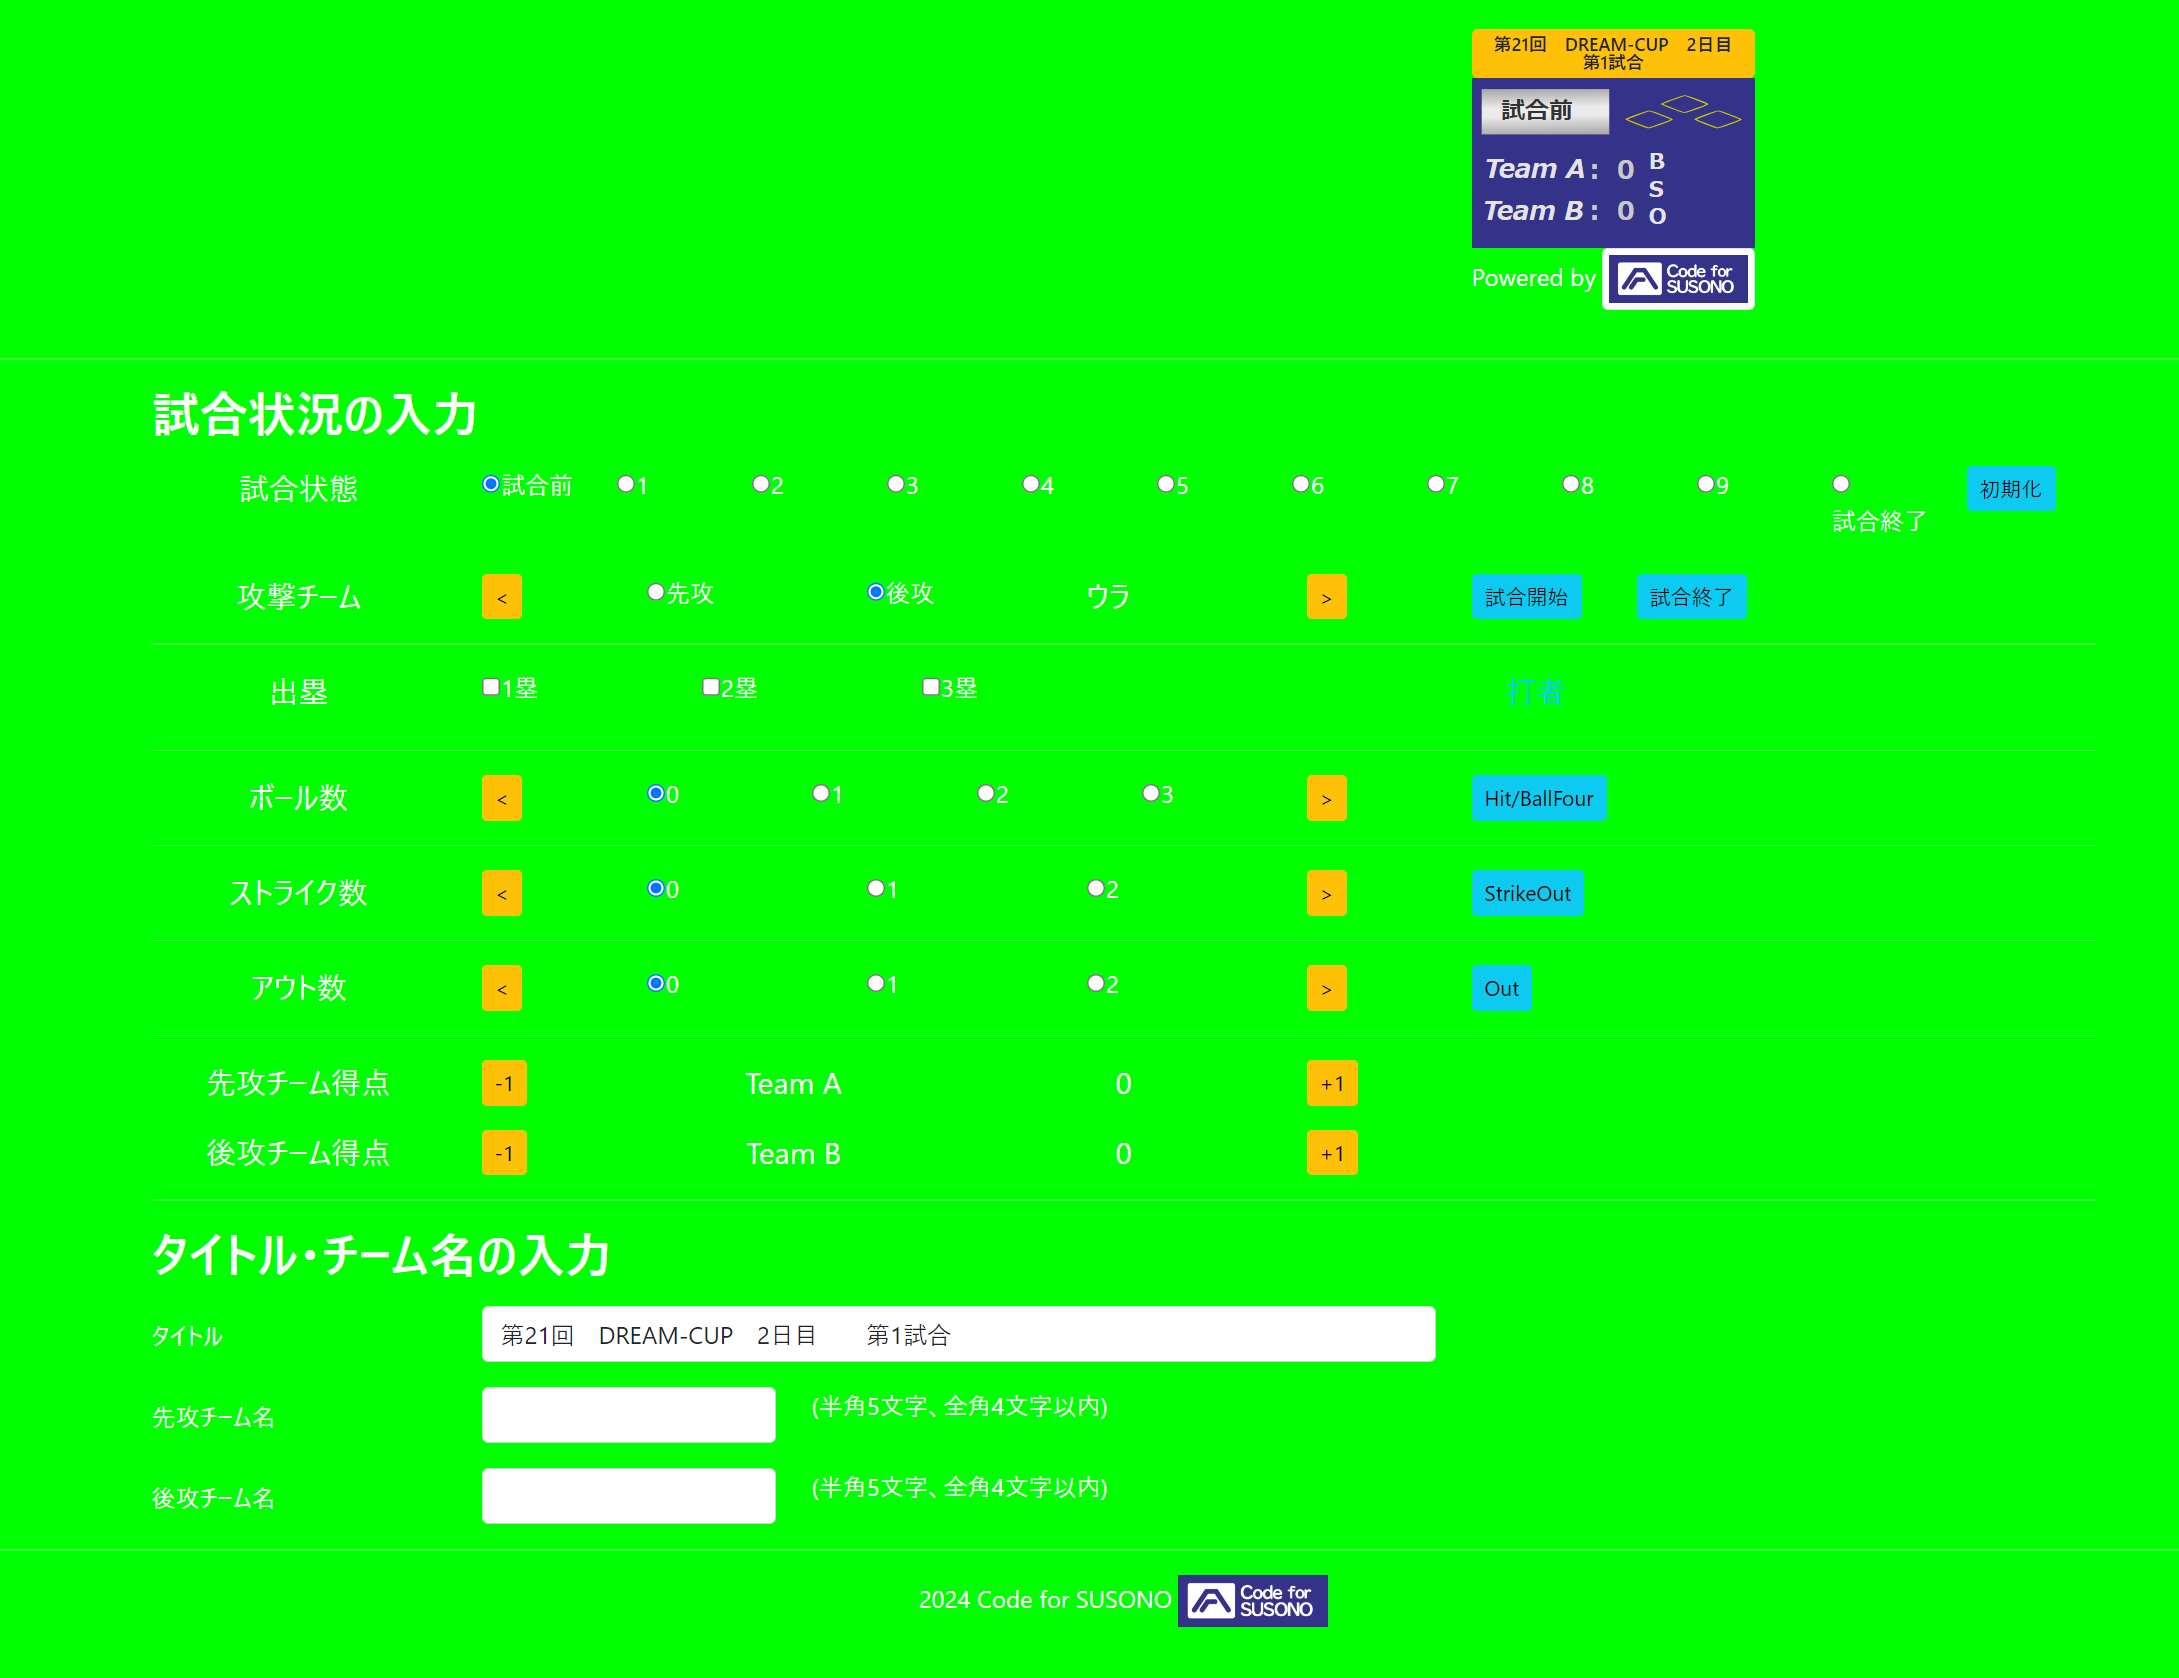 第21回　DREAM-CUP　2日目
第1試合
試合前
Team A : 0 B
S
Team B : 0 O
Powered by Code for SUSONO
試合状況の入力
試合状態 試合前 1 2 3 4 5 6 7 8 9 試合終了 初期化
攻撃チーム < 先攻 後攻 ウラ > 試合開始 試合終了
出塁 1塁 2塁 3塁 打者
ボール数 < 0 1 2 3 > Hit/BallFour
ストライク数 < 0 1 2 > StrikeOut
アウト数 < 0 1 2 > Out
先攻チーム得点 -1 Team A 0 +1
後攻チーム得点 -1 Team B 0 +1
タイトル・チーム名の入力
タイトル 第21回　DREAM-CUP　2日目　　第1試合
先攻チーム名 (半角5文字、全角4文字以内)
後攻チーム名 (半角5文字、全角4文字以内)
2024 Code for SUSONO Code for SUSONO